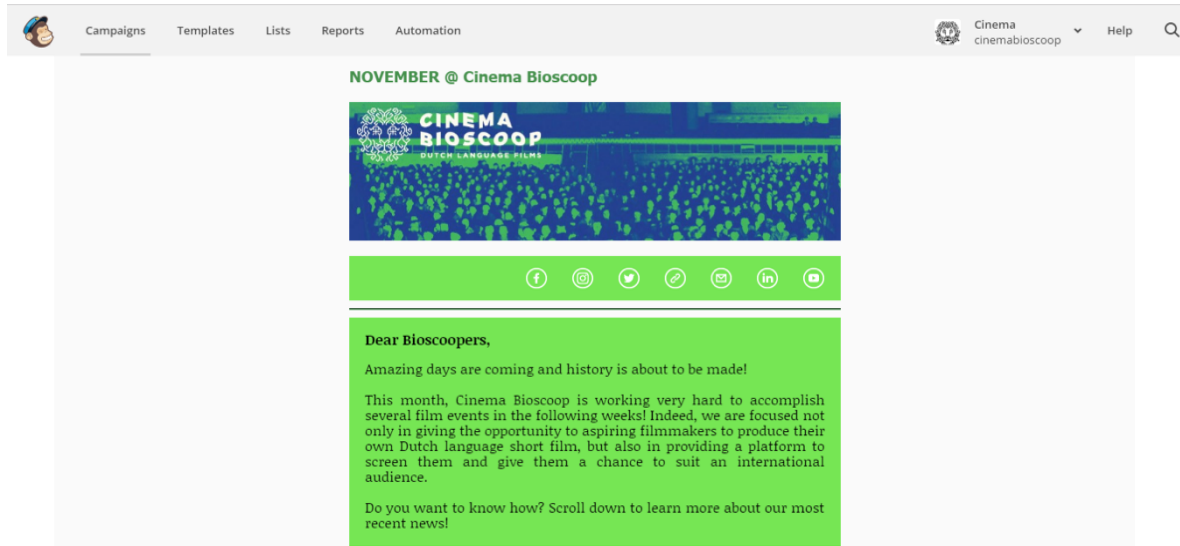 Campaigns Templates Lists Reports Automation
Cinema
cinemabioscoop
Help
NOVEMBER @ Cinema Bioscoop
CINEMA
BIOSCOOP
DUTCH LANGUAGE FILMS
Dear Bioscoopers,
Amazing days are coming and history is about to be made!
This month, Cinema Bioscoop is working very hard to accomplish
several film events in the following weeks! Indeed, we are focused not
only in giving the opportunity to aspiring filmmakers to produce their
own Dutch language short film, but also in providing a platform to
screen them and give them a chance to suit an international
audience.
Do you want to know how? Scroll down to learn more about our most
recent news!